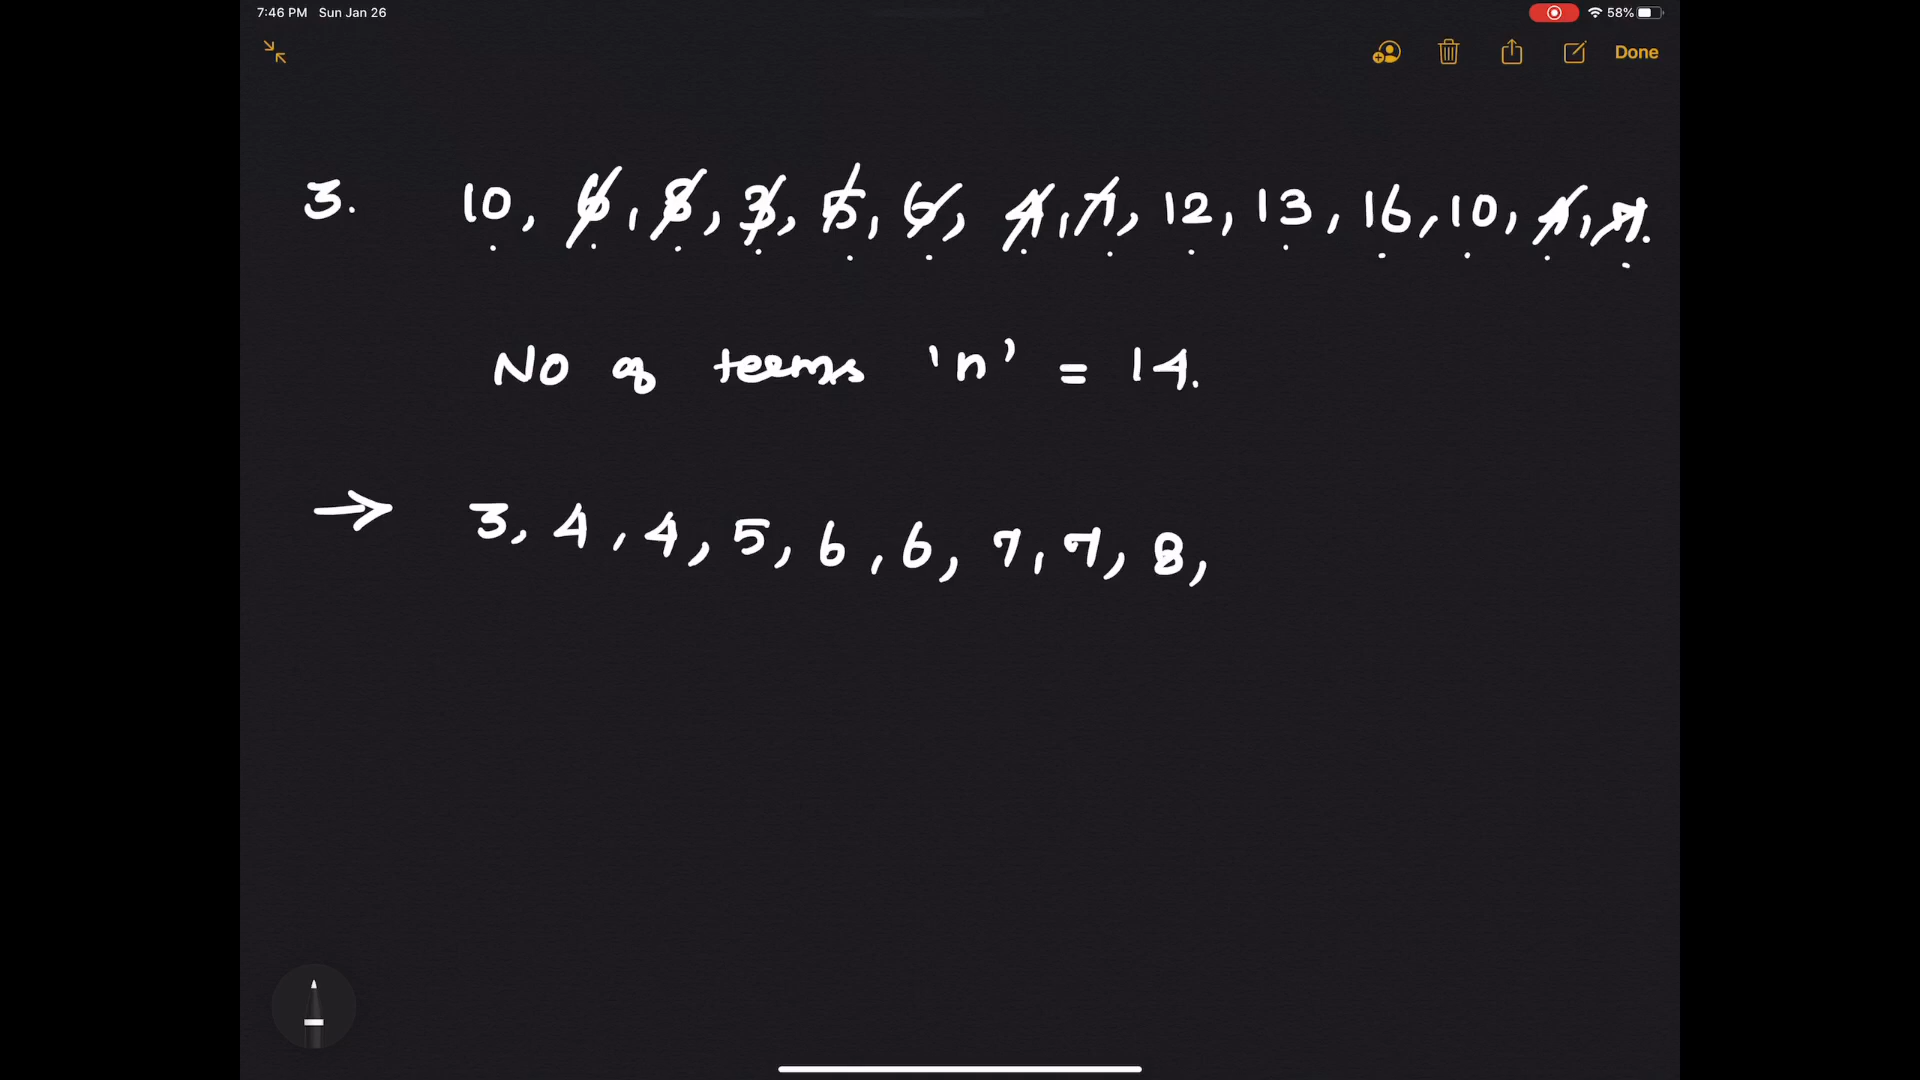 7:46 PM Sun Jan 26
58%
Done
3. 10, 6, 8, 3, 5, 6, 4, 7, 12, 13, 16, 10, 4, 7.
No of terms 'n' = 14.
→ 3, 4, 4, 5, 6, 6, 7, 7, 8,